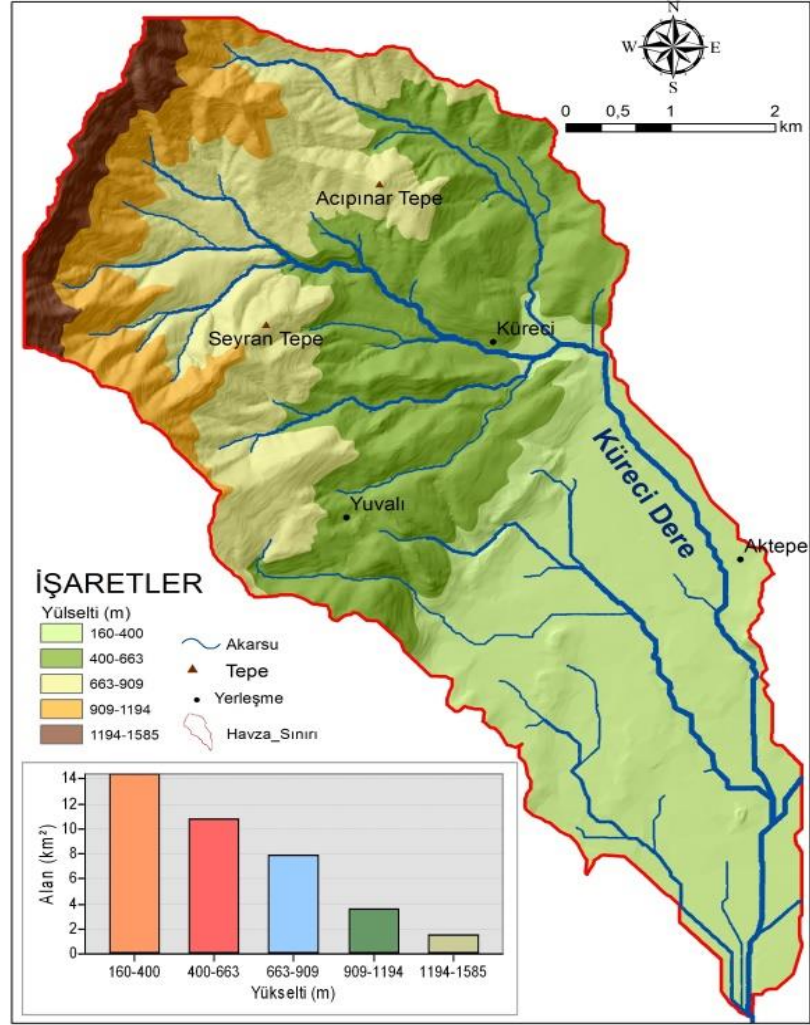 N
W E
S
0 0,5 1 2
km
Acıpınar Tepe
Seyran Tepe
Küreci
Küreci Dere
Yuvalı
Aktepe
İŞARETLER
Yülselti (m)
160-400
400-663
663-909
909-1194
1194-1585
Akarsu
Tepe
Yerleşme
Havza_Sınırı
Alan (km²)
14
12
10
8
6
4
2
0
160-400 400-663 663-909 909-1194 1194-1585
Yükselti (m)